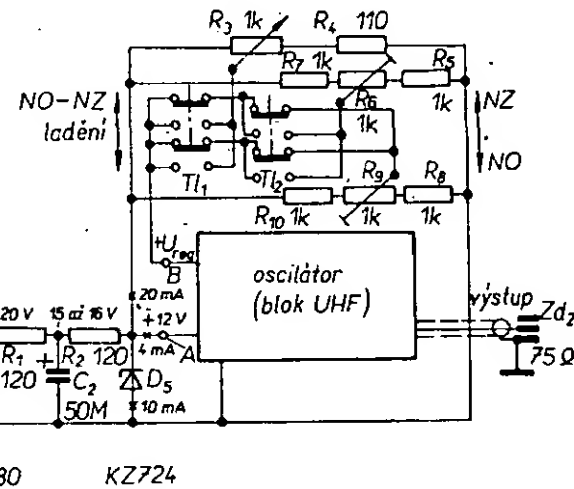 R3 1k R4 110
R7 1k R5
NO-NZ
ladění
R6
1k
1k
NZ
NO
Tl1
Tl2
R9
R8
R10 1k
1k
1k
+Ureg
B
oscilátor
(blok UHF)
výstup
Zd2
75 Ω
20 mA
+12 V
4 mA
A
20 V
15 až 16 V
R1
120
+
R2
120
C2
50M
D5
10 mA
80
KZ724